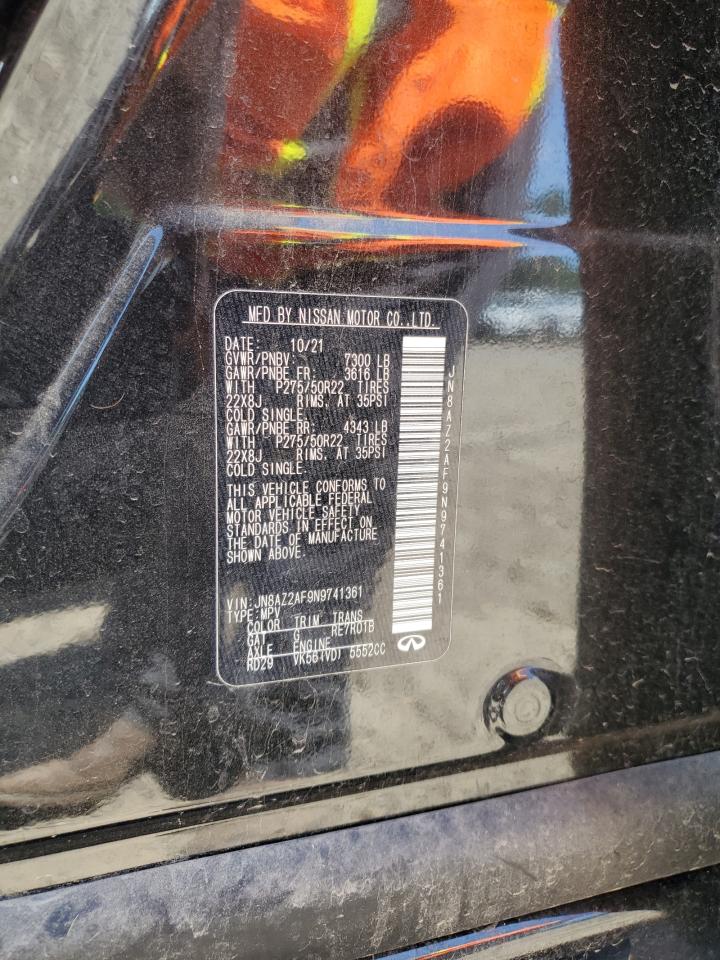 MFD BY NISSAN MOTOR CO.,LTD.
DATE: 10/21
GVWR/PNBV : 7300 LB
GAWR/PNBE FR: 3616 LB
WITH P275/50R22 TIRES
22X8J RIMS, AT 35PSI
COLD SINGLE
GAWR/PNBE RR: 4343 LB
WITH P275/50R22 TIRES
22X8J RIMS, AT 35PSI
COLD SINGLE
THIS VEHICLE CONFORMS TO
ALL APPLICABLE FEDERAL
MOTOR VEHICLE SAFETY
STANDARDS IN EFFECT ON
THE DATE OF MANUFACTURE
SHOWN ABOVE.
VIN:JN8AZ2AF9N9741361
TYPE:MPV
COLOR TRIM TRANS
GAT G RE7R01B
AXLE ENGINE
RD29 VK56(VD) 5552CC
JN8AZ2AF9N9741361